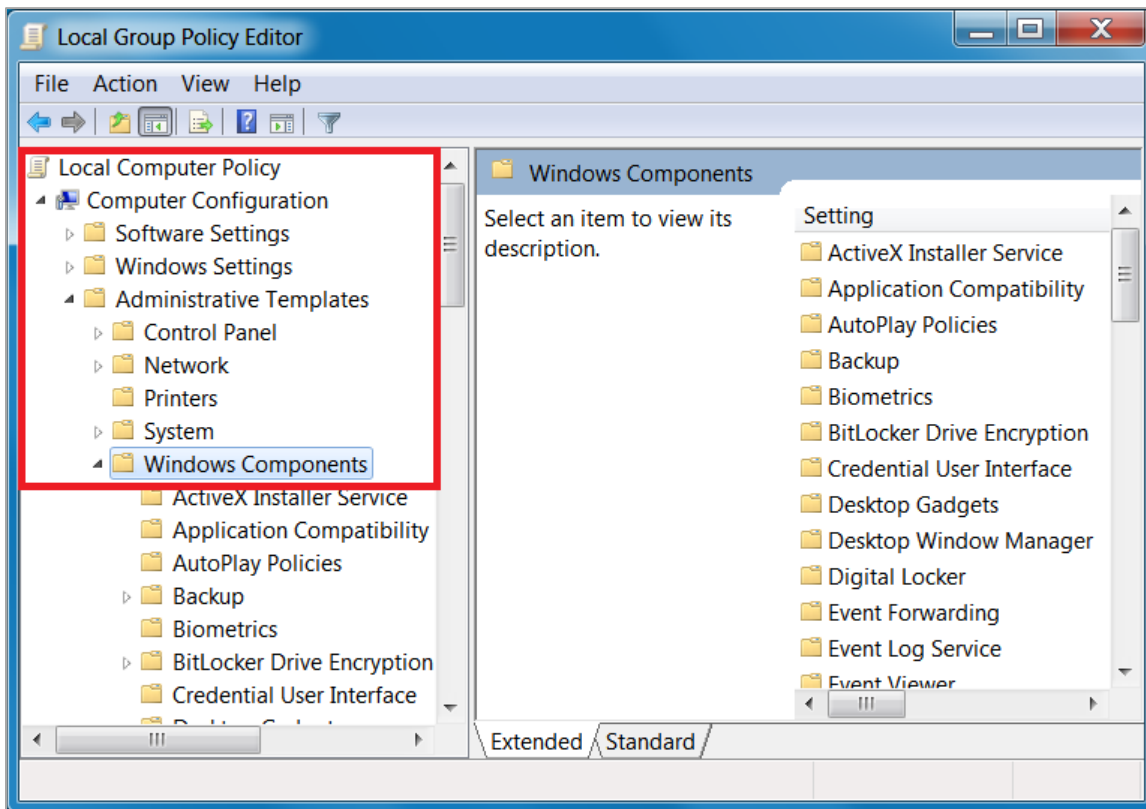 Local Group Policy Editor
File Action View Help
Local Computer Policy
Computer Configuration
Software Settings
Windows Settings
Administrative Templates
Control Panel
Network
Printers
System
Windows Components
ActiveX Installer Service
Application Compatibility
AutoPlay Policies
Backup
Biometrics
BitLocker Drive Encryption
Credential User Interface
Windows Components
Select an item to view its
description.
Setting
ActiveX Installer Service
Application Compatibility
AutoPlay Policies
Backup
Biometrics
BitLocker Drive Encryption
Credential User Interface
Desktop Gadgets
Desktop Window Manager
Digital Locker
Event Forwarding
Event Log Service
Event Viewer
Extended Standard